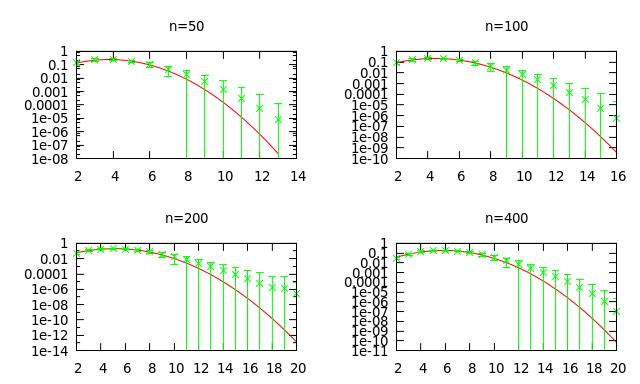 n=50
1
0.1
0.01
0.001
0.0001
1e-05
1e-06
1e-07
1e-08
2 4 6 8 10 12 14
n=100
1
0.1
0.01
0.001
0.0001
1e-05
1e-06
1e-07
1e-08
1e-09
1e-10
2 4 6 8 10 12 14 16
n=200
1
0.01
0.0001
1e-06
1e-08
1e-10
1e-12
1e-14
2 4 6 8 10 12 14 16 18 20
n=400
1
0.1
0.01
0.001
0.0001
1e-05
1e-06
1e-07
1e-08
1e-09
1e-10
1e-11
2 4 6 8 10 12 14 16 18 20